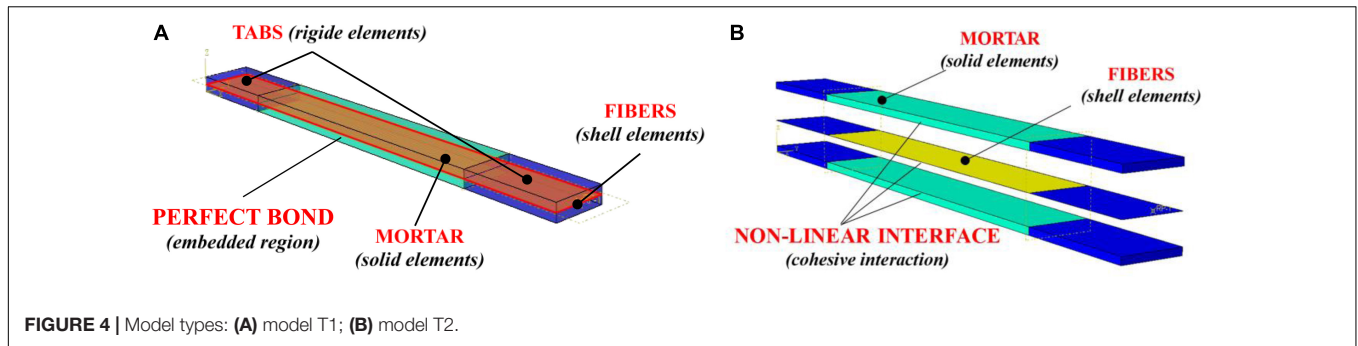 A
TABS (rigide elements)
FIBERS
(shell elements)
PERFECT BOND
(embedded region)
MORTAR
(solid elements)
B
MORTAR
(solid elements)
FIBERS
(shell elements)
NON-LINEAR INTERFACE
(cohesive interaction)
FIGURE 4 | Model types: (A) model T1; (B) model T2.